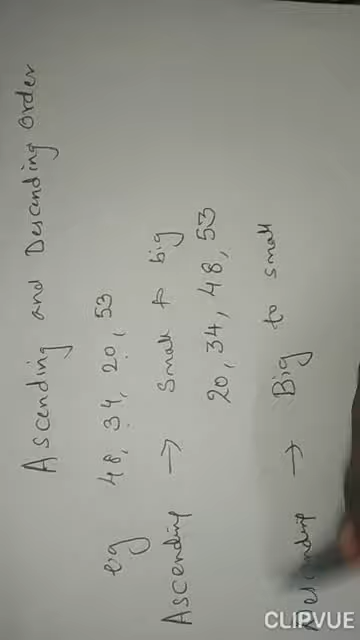 Ascending and Descending Order
eg 48, 34, 20, 53
Ascending → Small to big
20, 34, 48, 53
Descending → Big to small
CLIPVUE